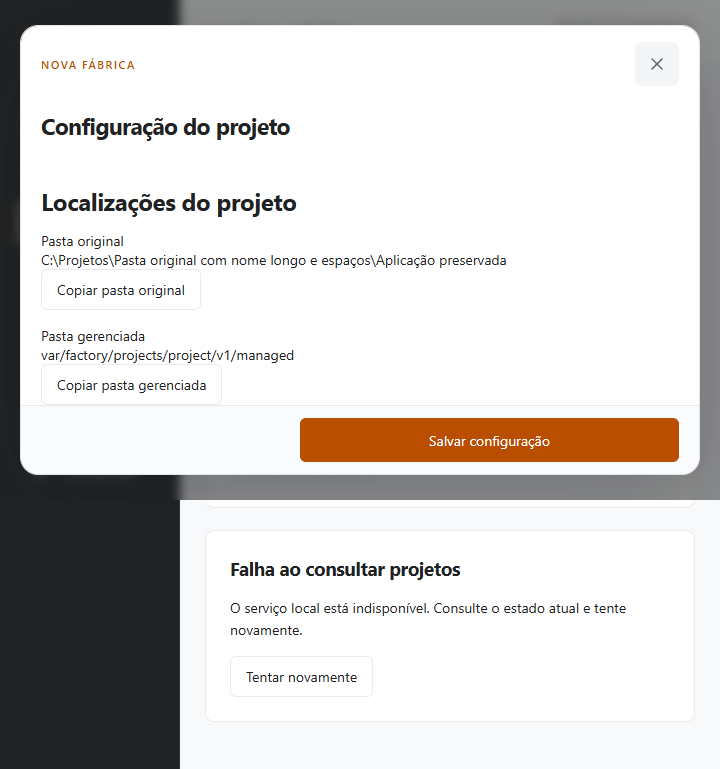 NOVA FÁBRICA
Configuração do projeto
Localizações do projeto
Pasta original
C:\Projetos\Pasta original com nome longo e espaços\Aplicação preservada
Copiar pasta original
Pasta gerenciada
var/factory/projects/project/v1/managed
Copiar pasta gerenciada
Salvar configuração
Falha ao consultar projetos
O serviço local está indisponível. Consulte o estado atual e tente
novamente.
Tentar novamente